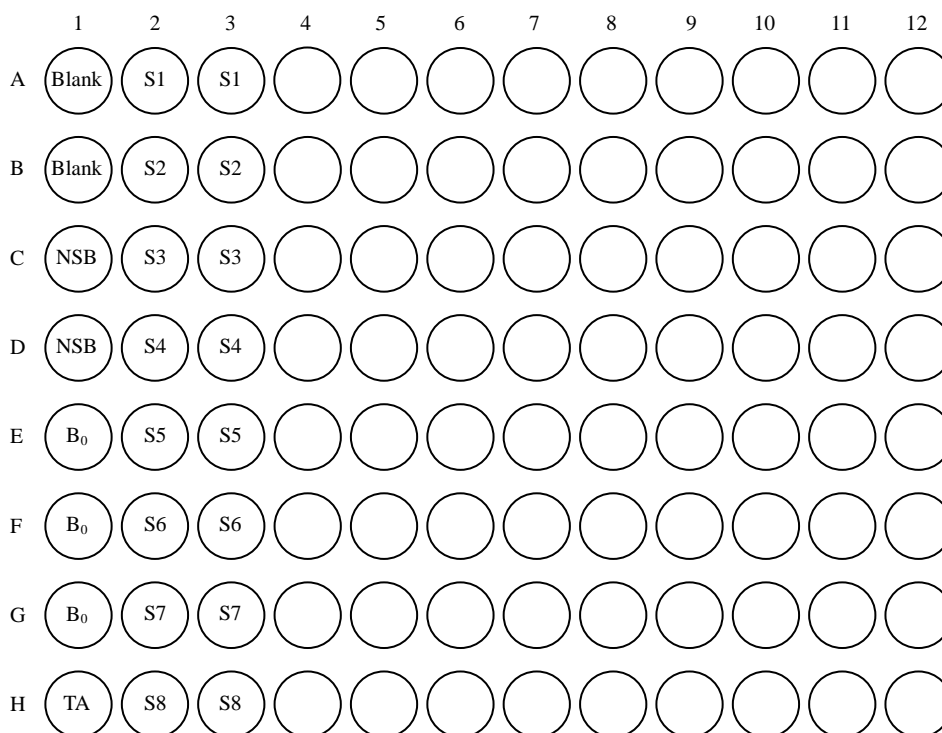 1 2 3 4 5 6 7 8 9 10 11 12
A Blank S1 S1
B Blank S2 S2
C NSB S3 S3
D NSB S4 S4
E B₀ S5 S5
F B₀ S6 S6
G B₀ S7 S7
H TA S8 S8